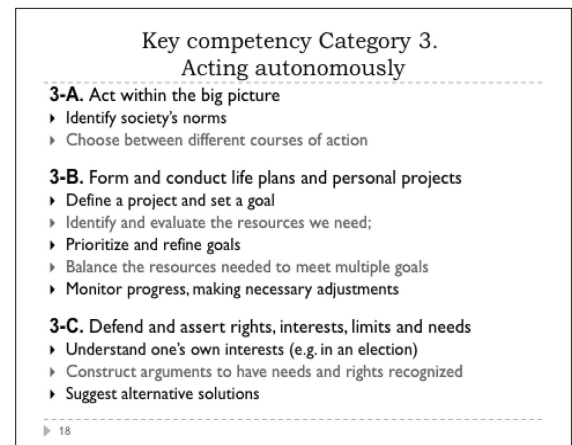 Key competency Category 3.
Acting autonomously
3-A. Act within the big picture
Identify society's norms
Choose between different courses of action
3-B. Form and conduct life plans and personal projects
Define a project and set a goal
Identify and evaluate the resources we need;
Prioritize and refine goals
Balance the resources needed to meet multiple goals
Monitor progress, making necessary adjustments
3-C. Defend and assert rights, interests, limits and needs
Understand one's own interests (e.g. in an election)
Construct arguments to have needs and rights recognized
Suggest alternative solutions
18